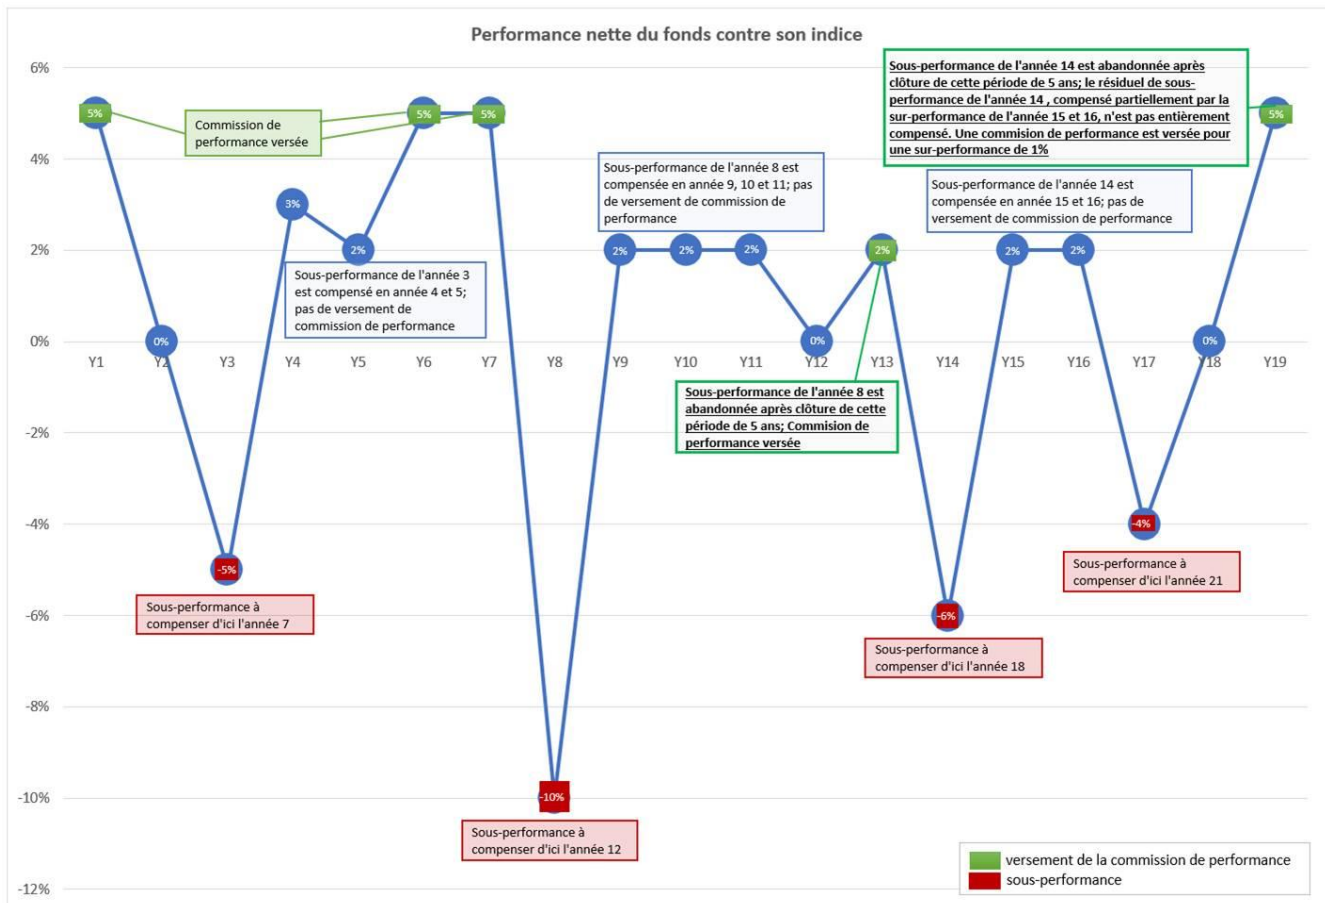 Performance nette du fonds contre son indice
6%
4%
2%
0%
-2%
-4%
-6%
-8%
-10%
-12%
Y1
Y2
Y3
Y4
Y5
Y6
Y7
Y8
Y9
Y10
Y11
Y12
Y13
Y14
Y15
Y16
Y17
Y18
Y19
5%
0%
-5%
3%
2%
5%
5%
-10%
2%
2%
2%
0%
2%
-6%
2%
2%
-4%
0%
5%
Commission de
performance versée
Sous-performance de l'année 3
est compensé en année 4 et 5;
pas de versement de
commission de performance
Sous-performance à
compenser d'ici l'année 7
Sous-performance à
compenser d'ici l'année 12
Sous-performance de l'année 8 est
compensée en année 9, 10 et 11; pas
de versement de commission de
performance
Sous-performance de l'année 8 est
abandonnée après clôture de cette
période de 5 ans; Commision de
performance versée
Sous-performance à
compenser d'ici l'année 18
Sous-performance de l'année 14 est
compensée en année 15 et 16; pas de
versement de commission de performance
Sous-performance de l'année 14 est abandonnée après
clôture de cette période de 5 ans; le résiduel de sous-
performance de l'année 14 , compensé partiellement par la
sur-performance de l'année 15 et 16, n'est pas entièrement
compensé. Une commision de performance est versée pour
une sur-performance de 1%
Sous-performance à
compenser d'ici l'année 21
versement de la commission de performance
sous-performance